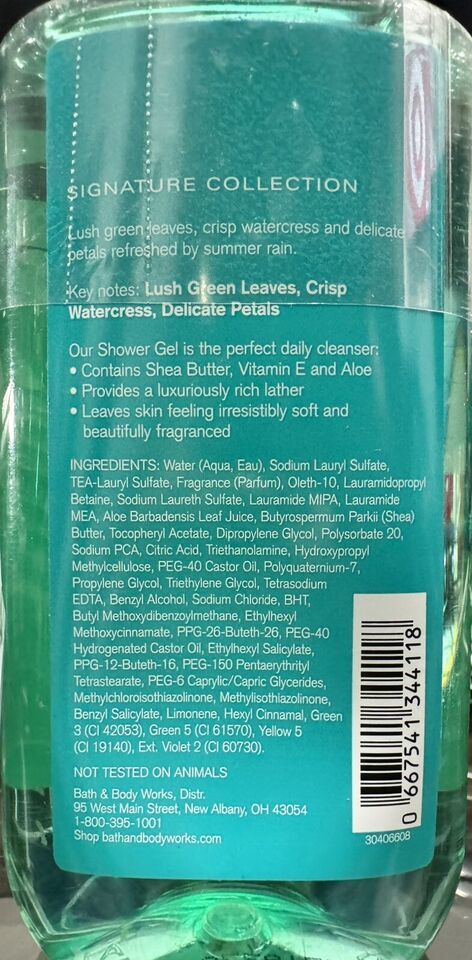 SIGNATURE COLLECTION
Lush green leaves, crisp watercress and delicate
petals refreshed by summer rain.
Key notes: Lush Green Leaves, Crisp
Watercress, Delicate Petals
Our Shower Gel is the perfect daily cleanser:
• Contains Shea Butter, Vitamin E and Aloe
• Provides a luxuriously rich lather
• Leaves skin feeling irresistibly soft and
beautifully fragranced
INGREDIENTS: Water (Aqua, Eau), Sodium Lauryl Sulfate,
TEA-Lauryl Sulfate, Fragrance (Parfum), Oleth-10, Lauramidopropyl
Betaine, Sodium Laureth Sulfate, Lauramide MIPA, Lauramide
MEA, Aloe Barbadensis Leaf Juice, Butyrospermum Parkii (Shea)
Butter, Tocopheryl Acetate, Dipropylene Glycol, Polysorbate 20,
Sodium PCA, Citric Acid, Triethanolamine, Hydroxypropyl
Methylcellulose, PEG-40 Castor Oil, Polyquaternium-7,
Propylene Glycol, Triethylene Glycol, Tetrasodium
EDTA, Benzyl Alcohol, Sodium Chloride, BHT,
Butyl Methoxydibenzoylmethane, Ethylhexyl
Methoxycinnamate, PPG-26-Buteth-26, PEG-40
Hydrogenated Castor Oil, Ethylhexyl Salicylate,
PPG-12-Buteth-16, PEG-150 Pentaerythrityl
Tetrastearate, PEG-6 Caprylic/Capric Glycerides,
Methylchloroisothiazolinone, Methylisothiazolinone,
Benzyl Salicylate, Limonene, Hexyl Cinnamal, Green
3 (CI 42053), Green 5 (CI 61570), Yellow 5
(CI 19140), Ext. Violet 2 (CI 60730).
NOT TESTED ON ANIMALS
Bath & Body Works, Distr.
95 West Main Street, New Albany, OH 43054
1-800-395-1001
Shop bathandbodyworks.com
0 667541 344118
30406608